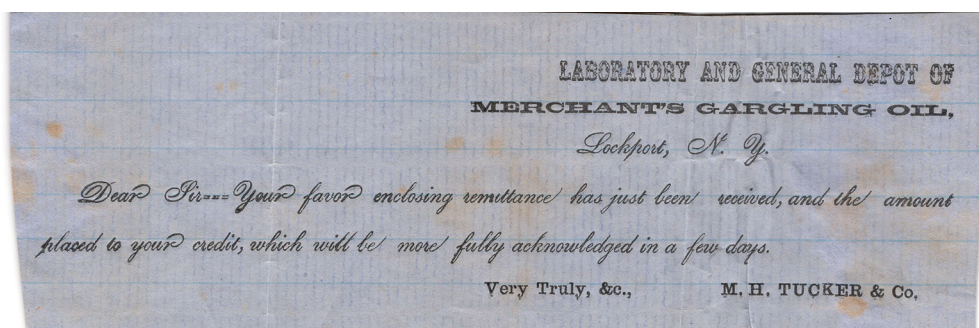 LABORATORY AND GENERAL DEPOT OF
MERCHANT'S GARGLING OIL,
Lockport, N. Y.
Dear Sir---Your favor enclosing remittance has just been received, and the amount
placed to your credit, which will be more fully acknowledged in a few days.
Very Truly, &c., M. H. TUCKER & Co.